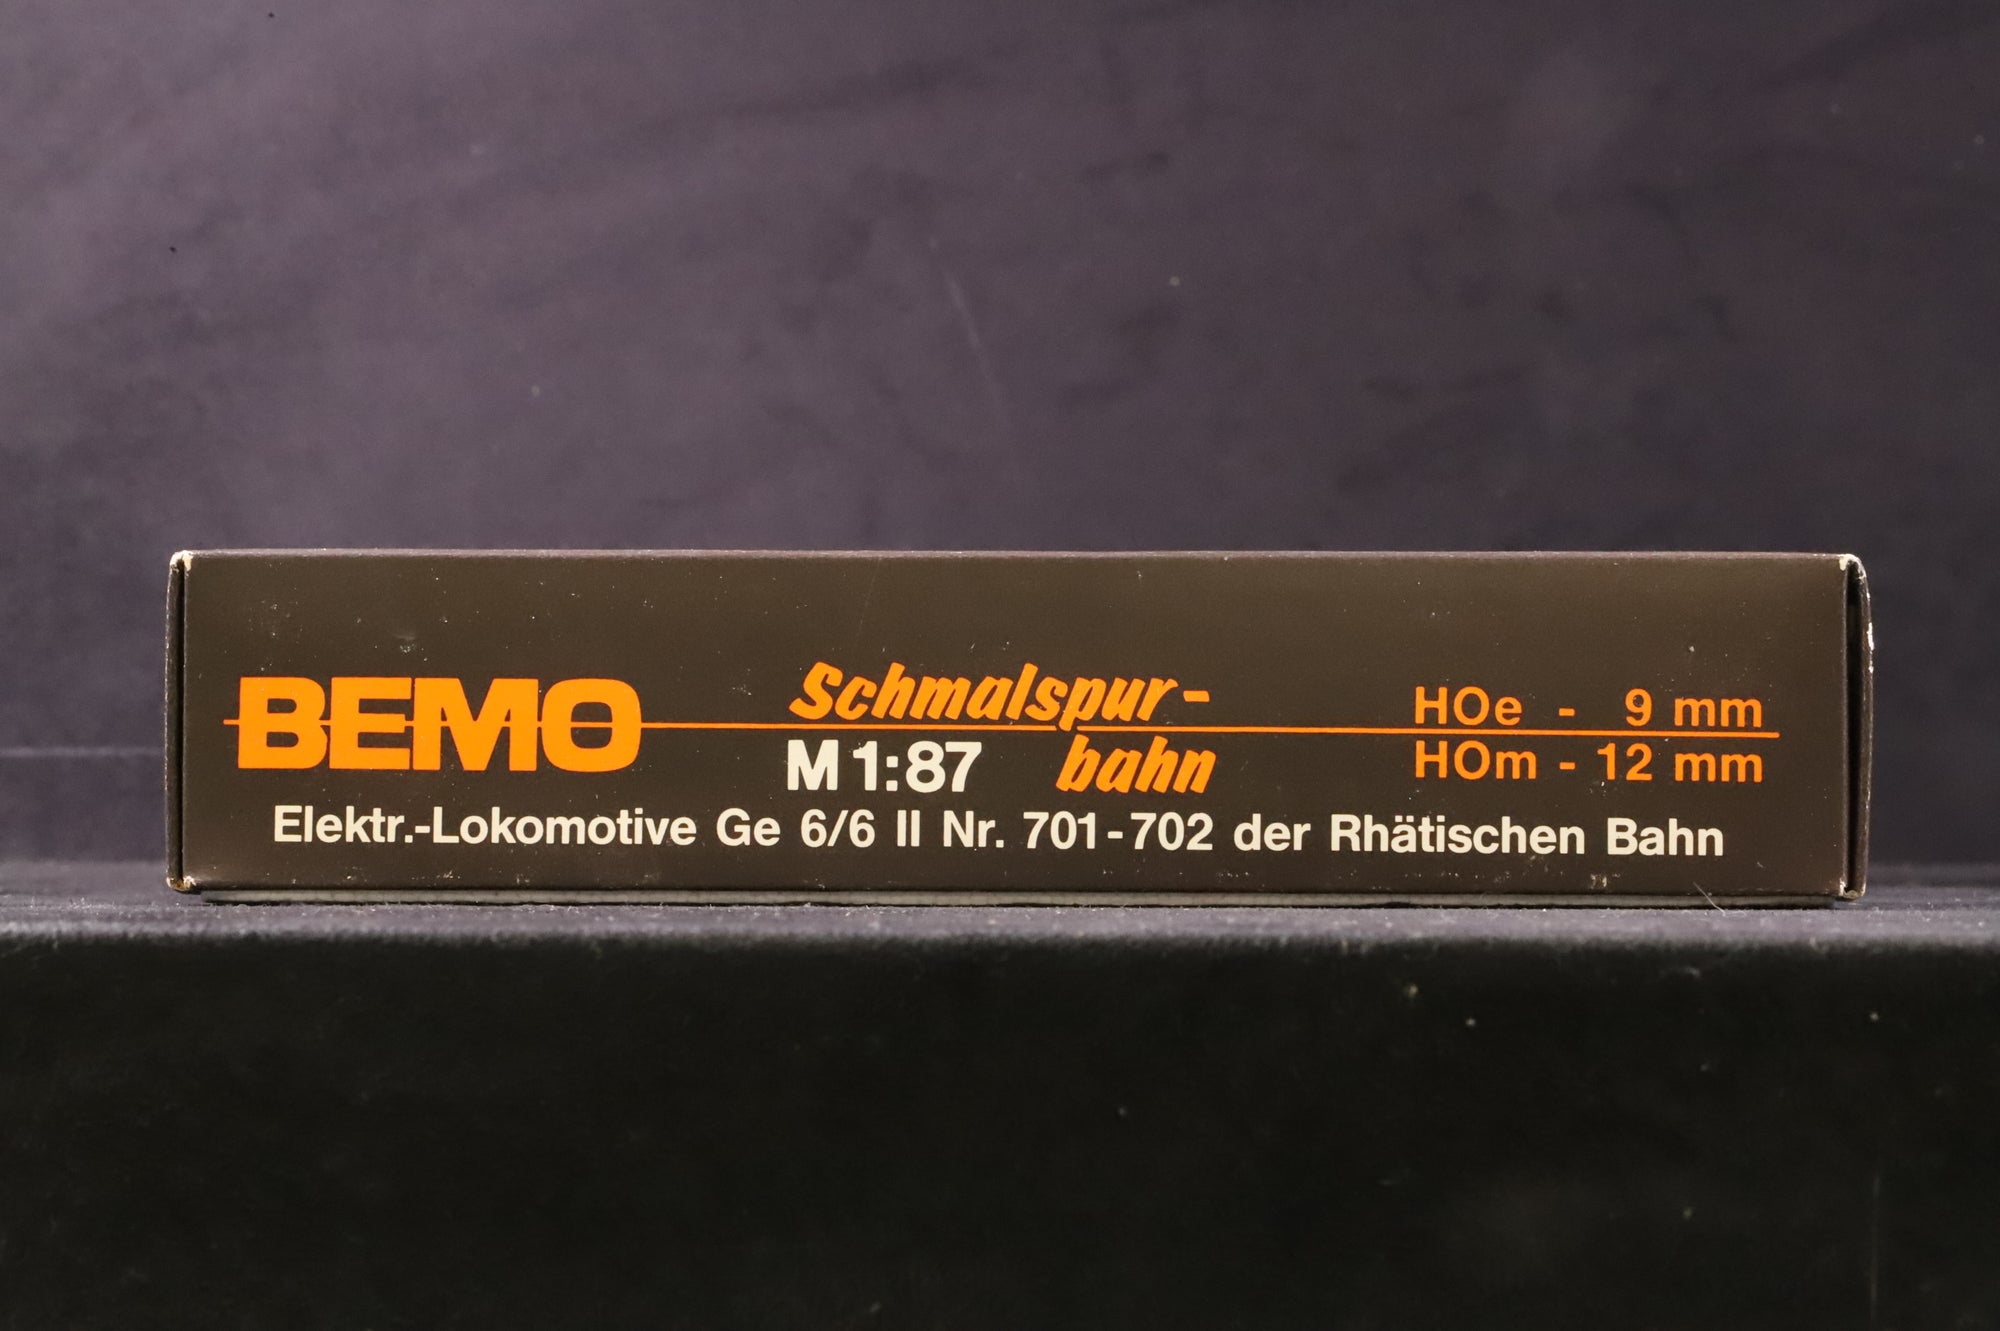 BEMO Schmalspur-
bahn
M 1:87
HOe - 9 mm
HOm - 12 mm
Elektr.-Lokomotive Ge 6/6 II Nr. 701-702 der Rhätischen Bahn